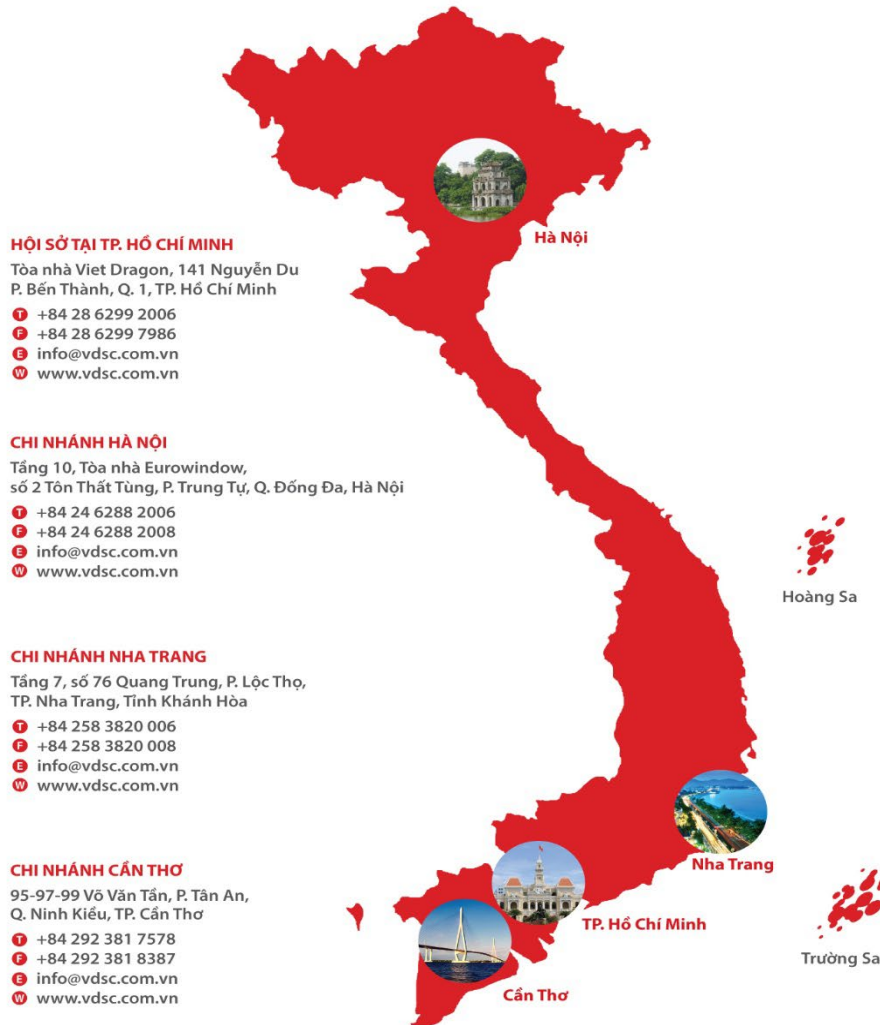 HỘI SỞ TẠI TP. HỒ CHÍ MINH
Tòa nhà Viet Dragon, 141 Nguyễn Du
P. Bến Thành, Q. 1, TP. Hồ Chí Minh
T +84 28 6299 2006
F +84 28 6299 7986
E info@vdsc.com.vn
W www.vdsc.com.vn
CHI NHÁNH HÀ NỘI
Tầng 10, Tòa nhà Eurowindow,
số 2 Tôn Thất Tùng, P. Trung Tự, Q. Đống Đa, Hà Nội
T +84 24 6288 2006
F +84 24 6288 2008
E info@vdsc.com.vn
W www.vdsc.com.vn
CHI NHÁNH NHA TRANG
Tầng 7, số 76 Quang Trung, P. Lộc Thọ,
TP. Nha Trang, Tỉnh Khánh Hòa
T +84 258 3820 006
F +84 258 3820 008
E info@vdsc.com.vn
W www.vdsc.com.vn
CHI NHÁNH CẦN THƠ
95-97-99 Võ Văn Tần, P. Tân An,
Q. Ninh Kiều, TP. Cần Thơ
T +84 292 381 7578
F +84 292 381 8387
E info@vdsc.com.vn
W www.vdsc.com.vn
Hà Nội
Hoàng Sa
Nha Trang
TP. Hồ Chí Minh
Trường Sa
Cần Thơ